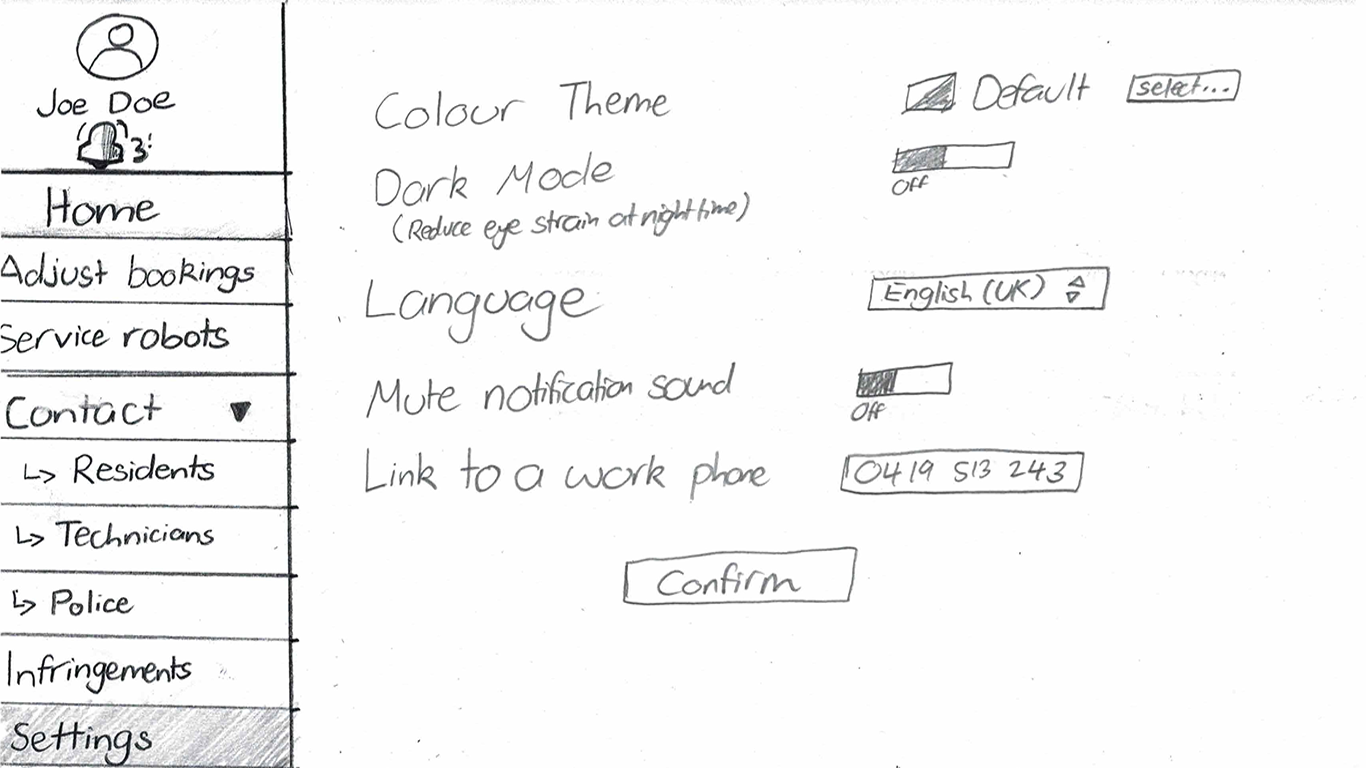 Joe Doe
3
Home
Adjust bookings
Service robots
Contact
Residents
Technicians
Police
Infringements
Settings
Colour Theme
Default select...
Dark Mode
Off
(Reduce eye strain at night time)
Language
English (UK)
Mute notification sound
Off
Link to a work phone
0419 513 243
Confirm